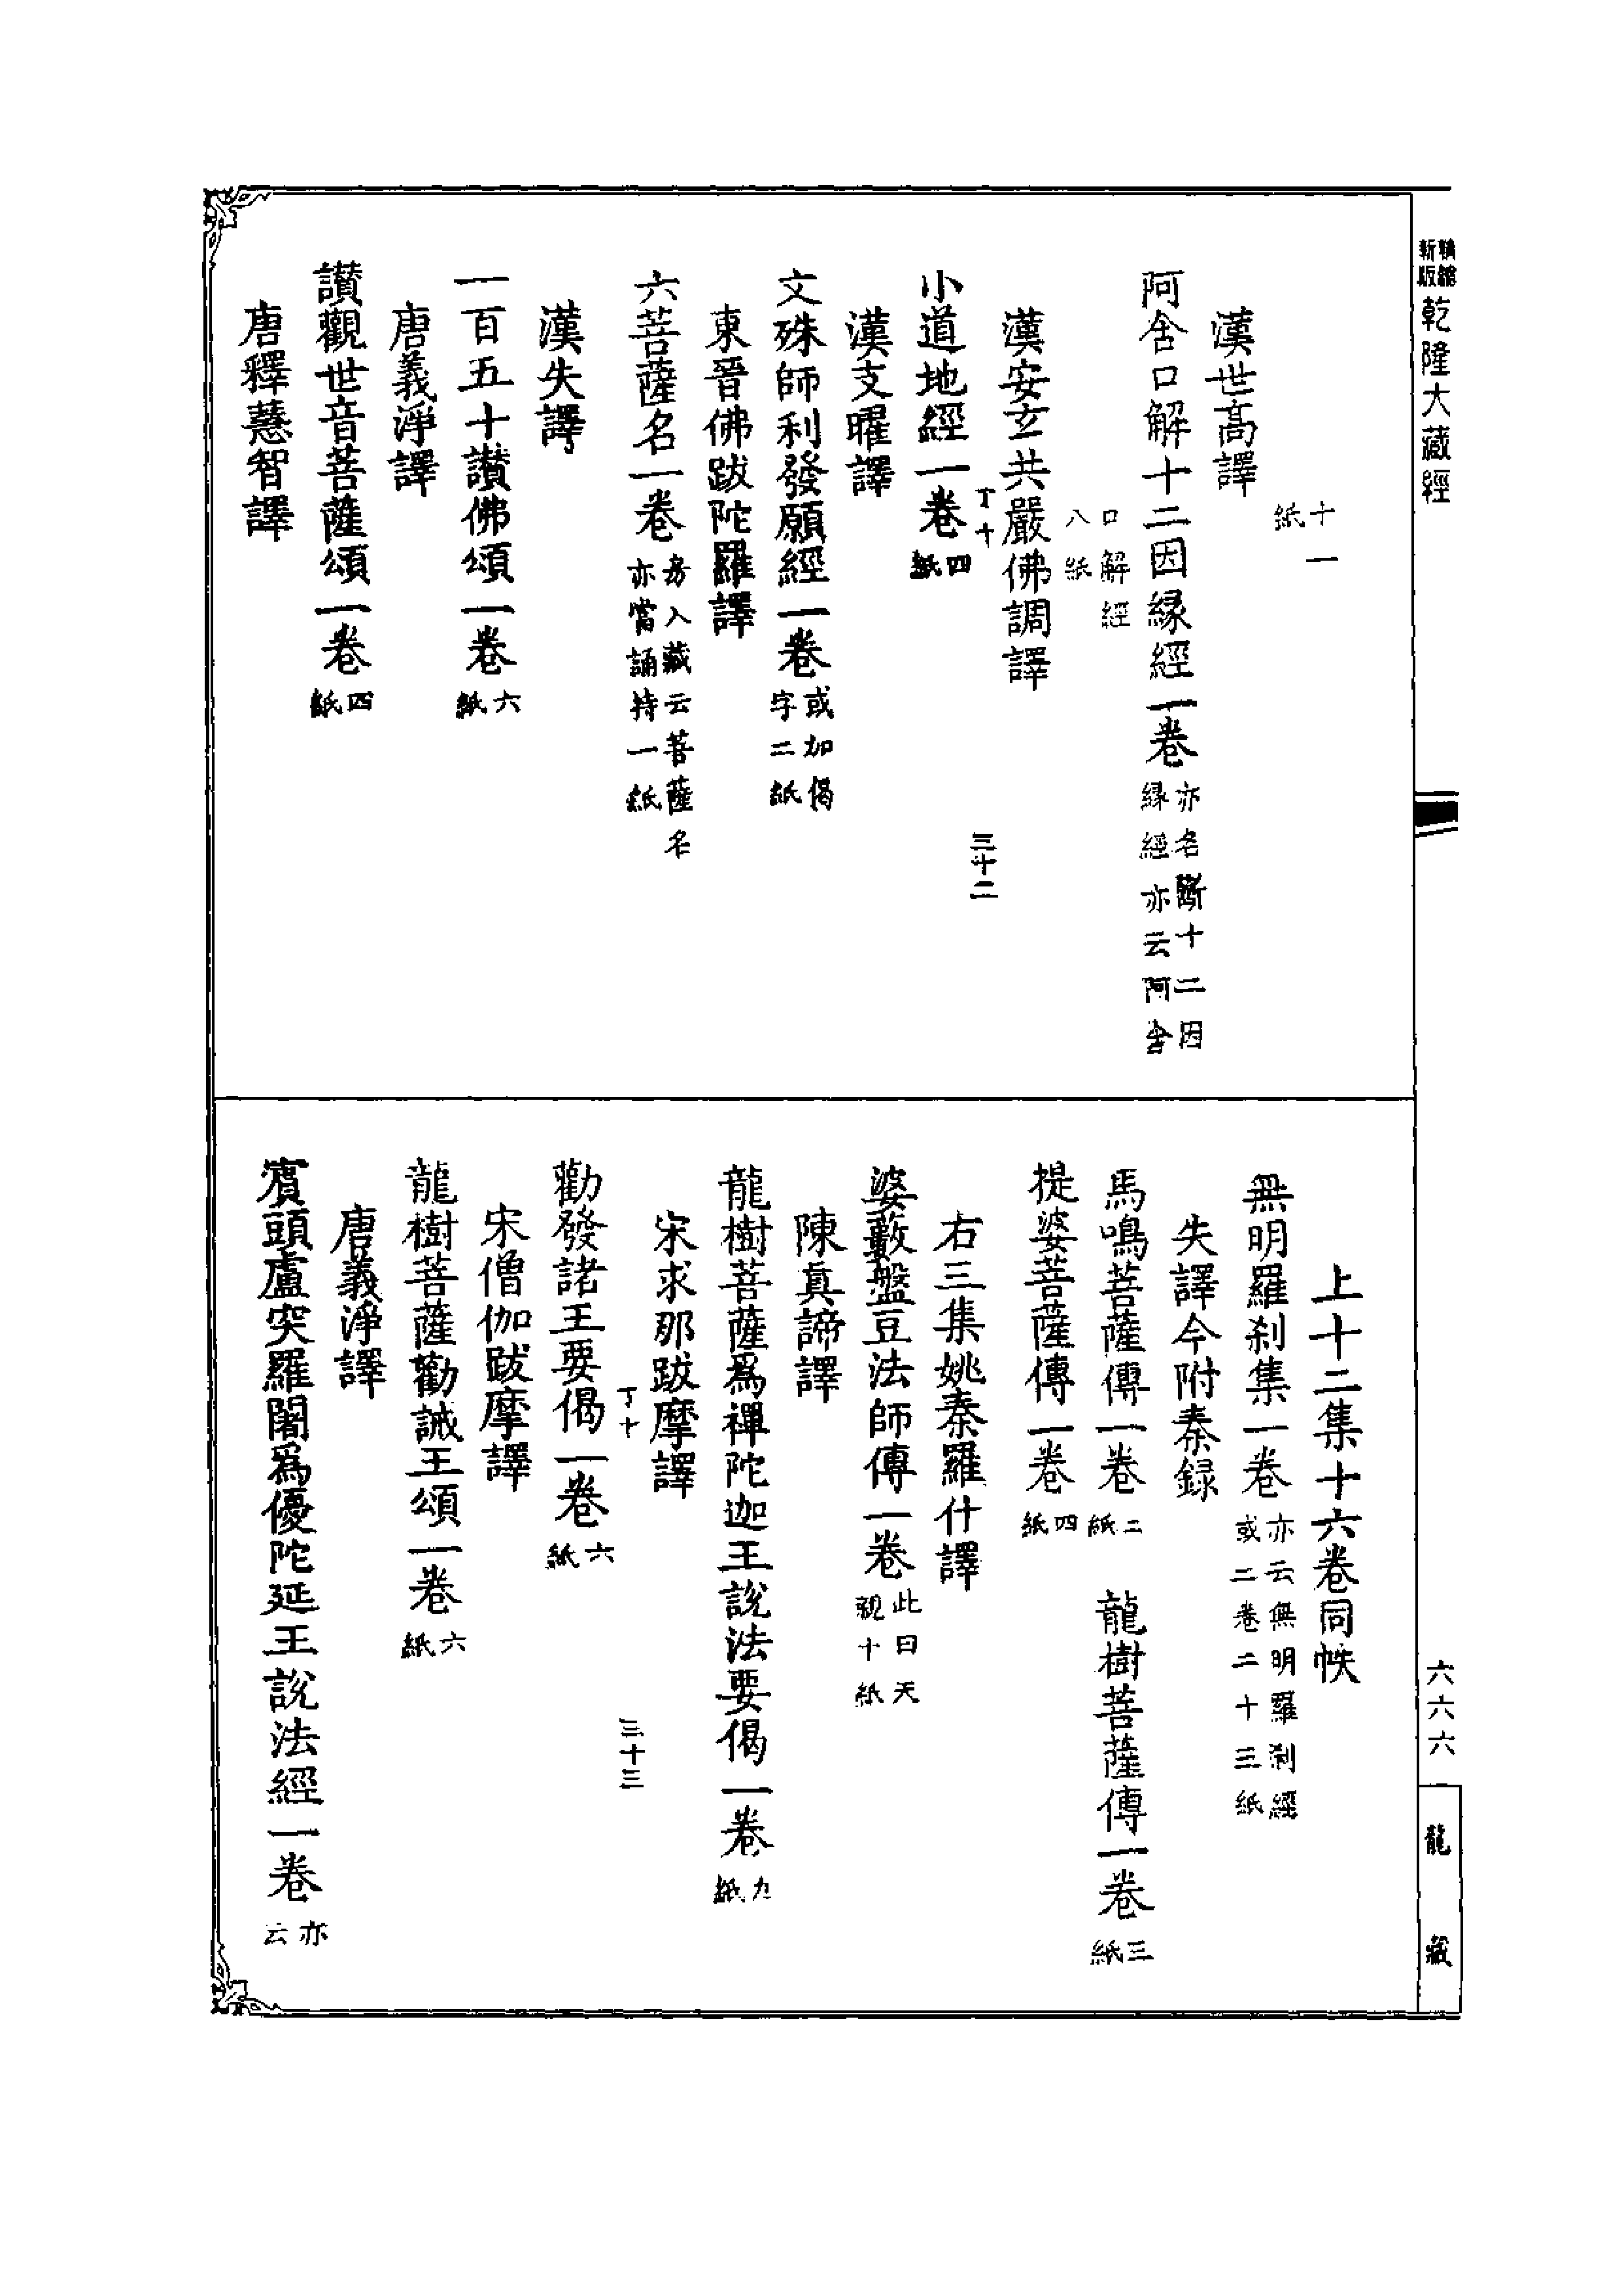 新版
精縮
乾隆大藏經
十一
紙
漢世高譯
阿含口解十二因緣經一卷亦名斷十二因
緣經亦云阿含
口解經
八紙
漢安玄共嚴佛調譯
丁十
三十二
小道地經一卷四紙
漢支曜譯
文殊師利發願經一卷或加偈
字二紙
東晉佛跋陀羅譯
六菩薩名一卷房入藏云菩薩名
亦當誦持一紙
漢失譯
一百五十讚佛頌一卷六紙
唐義淨譯
讚觀世音菩薩頌一卷四紙
唐釋慧智譯
上十二集十六卷同帙
無明羅刹集一卷亦云無明羅刹經
或二卷二十三紙
失譯今附秦録
馬鳴菩薩傳一卷二紙 龍樹菩薩傳一卷三紙
提婆菩薩傳一卷四紙
右三集姚秦羅什譯
婆藪盤豆法師傳一卷此曰天
親十紙
陳真諦譯
龍樹菩薩爲禪陀迦王說法要偈一卷九紙
宋求那跋摩譯
丁十
三十三
勸發諸王要偈一卷六紙
宋僧伽跋摩譯
龍樹菩薩勸誡王頌一卷六紙
唐義淨譯
賓頭盧突羅闍爲優陀延王說法經一卷亦云
六六六
龍藏